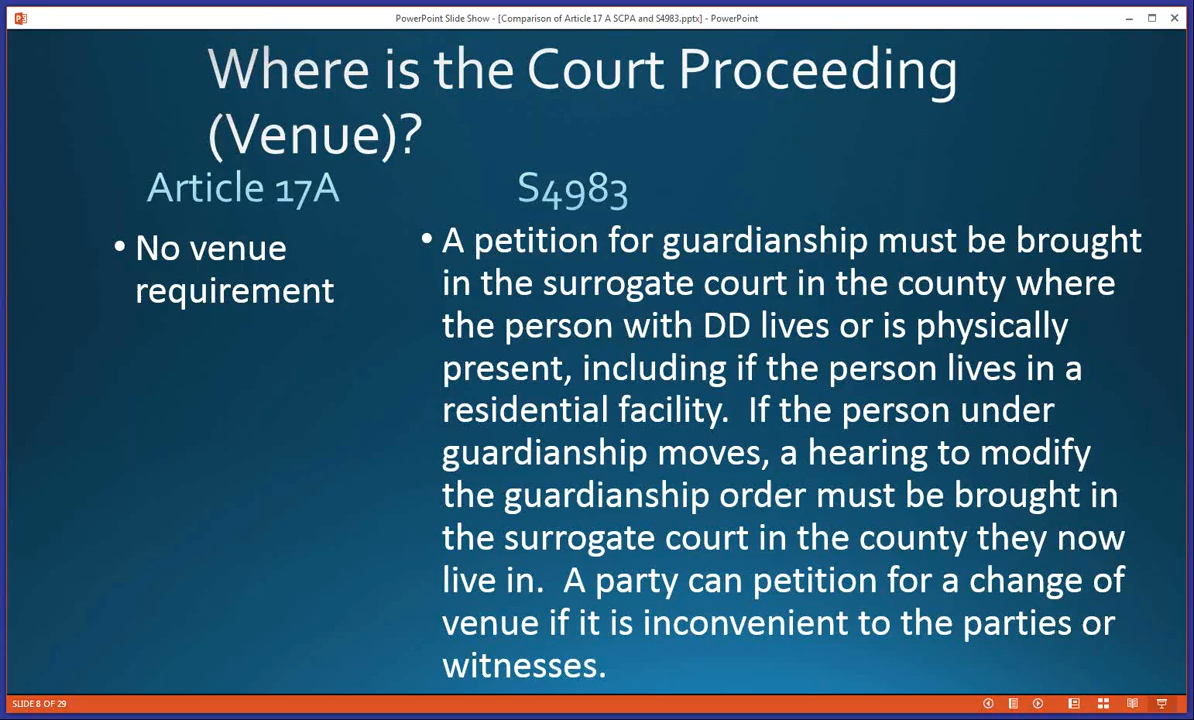 PowerPoint Slide Show - [Comparison of Article 17 A SCPA and S4983.pptx] - PowerPoint
Where is the Court Proceeding
(Venue)?
Article 17A
• No venue
requirement
S4983
• A petition for guardianship must be brought
in the surrogate court in the county where
the person with DD lives or is physically
present, including if the person lives in a
residential facility.  If the person under
guardianship moves, a hearing to modify
the guardianship order must be brought in
the surrogate court in the county they now
live in.  A party can petition for a change of
venue if it is inconvenient to the parties or
witnesses.
SLIDE 8 OF 29